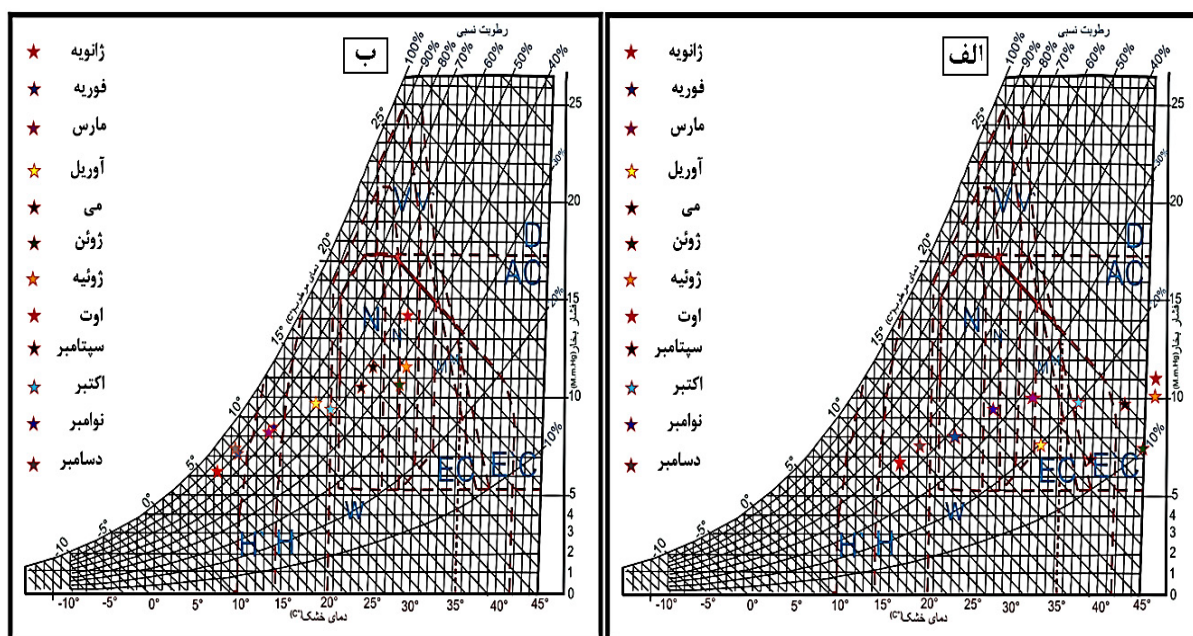 الف
رطوبت نسبی
100% 90% 80% 70% 60% 50% 40%
30%
20%
10%
ژانویه
فوریه
مارس
آوریل
می
ژوئن
ژوئیه
اوت
سپتامبر
اکتبر
نوامبر
دسامبر
25°
20°
15°
10°
5°
0°
-5°
-10
25
20
15
10
5
4
3
2
1
0
فشار بخار (M.m.Hg)
V V'
D
AC
N N' N''
EC E'C'
W
H' H
-10° -5° 0° 5° 10° 15° 20° 25° 30° 35° 40° 45°
دمای خشک (C°)
ب
رطوبت نسبی
100% 90% 80% 70% 60% 50% 40%
30%
20%
10%
ژانویه
فوریه
مارس
آوریل
می
ژوئن
ژوئیه
اوت
سپتامبر
اکتبر
نوامبر
دسامبر
25°
20°
15°
10°
5°
0°
-5°
-10
25
20
15
10
5
4
3
2
1
0
فشار بخار (M.m.Hg)
V V'
D
AC
N N' N''
EC E'C'
W
H' H
-10° -5° 0° 5° 10° 15° 20° 25° 30° 35° 40° 45°
دمای خشک (C°)